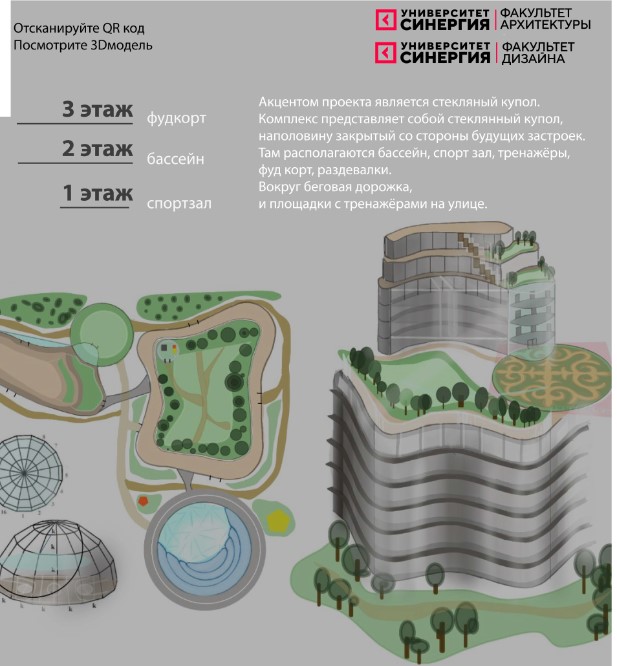 Отсканируйте QR код
Посмотрите 3Dмодель
УНИВЕРСИТЕТ СИНЕРГИЯ | ФАКУЛЬТЕТ АРХИТЕКТУРЫ
УНИВЕРСИТЕТ СИНЕРГИЯ | ФАКУЛЬТЕТ ДИЗАЙНА
3 этаж фудкорт
2 этаж бассейн
1 этаж спортзал
Акцентом проекта является стекляный купол.
Комплекс представляет собой стеклянный купол,
наполовину закрытый со стороны будущих застроек.
Там располагаются бассейн, спорт зал, тренажёры,
фуд корт, раздевалки.
Вокруг беговая дорожка,
и площадки с тренажёрами на улице.